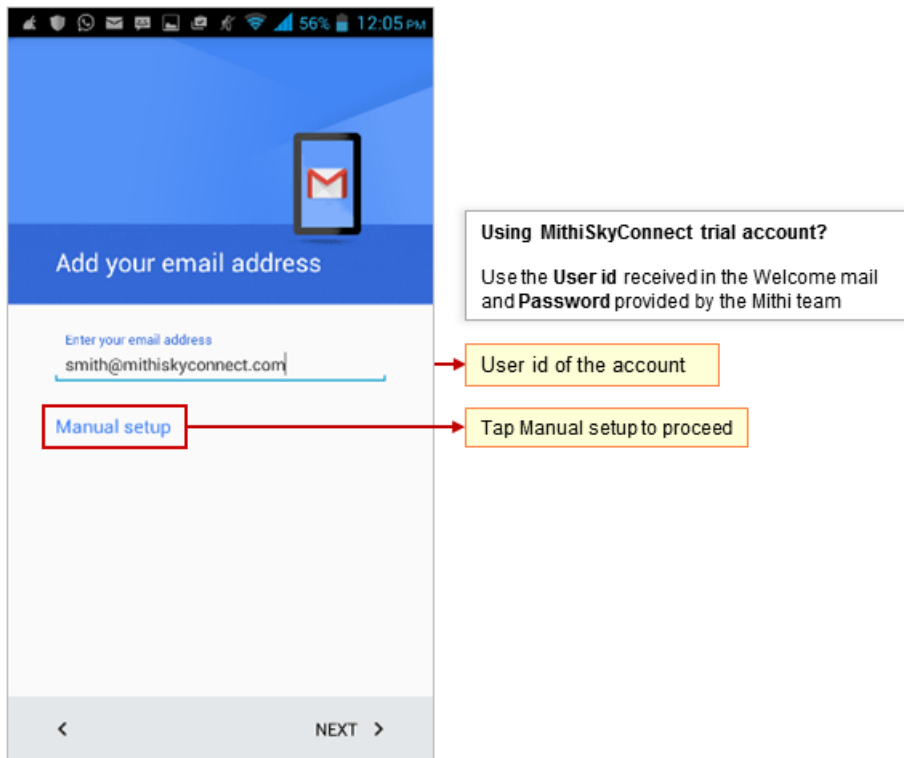 56% 12:05 PM
Add your email address
Enter your email address
smith@mithiskyconnect.com
Manual setup
NEXT
Using MithiSkyConnect trial account?
Use the User id received in the Welcome mail
and Password provided by the Mithi team
User id of the account
Tap Manual setup to proceed